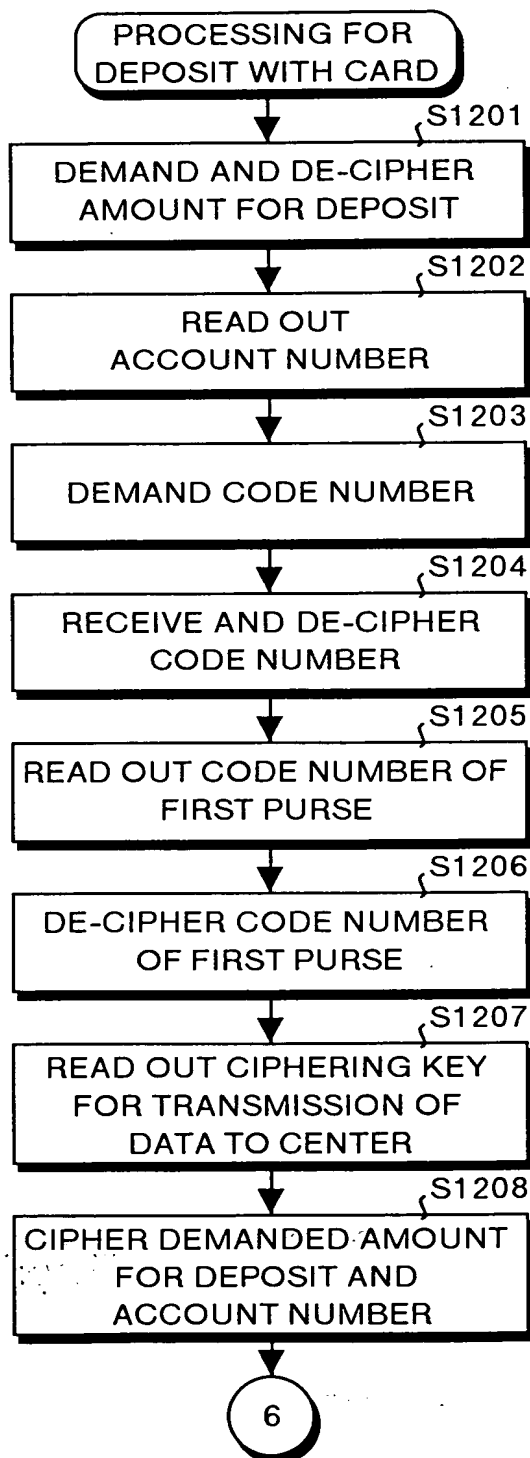 PROCESSING FOR
DEPOSIT WITH CARD
S1201
DEMAND AND DE-CIPHER
AMOUNT FOR DEPOSIT
S1202
READ OUT
ACCOUNT NUMBER
S1203
DEMAND CODE NUMBER
S1204
RECEIVE AND DE-CIPHER
CODE NUMBER
S1205
READ OUT CODE NUMBER OF
FIRST PURSE
S1206
DE-CIPHER CODE NUMBER
OF FIRST PURSE
S1207
READ OUT CIPHERING KEY
FOR TRANSMISSION OF
DATA TO CENTER
S1208
CIPHER DEMANDED AMOUNT
FOR DEPOSIT AND
ACCOUNT NUMBER
6